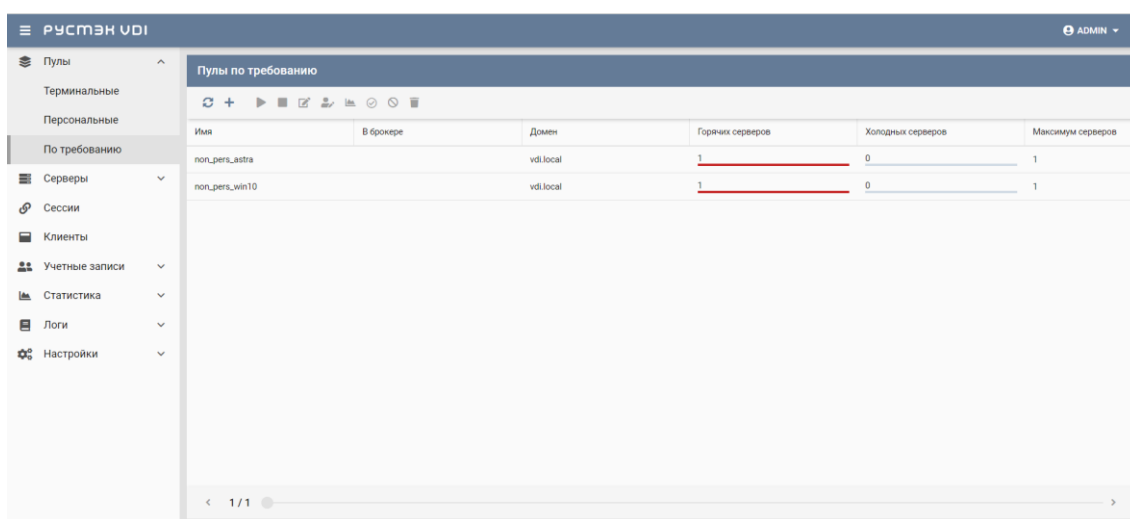 РУСТЭК VDI
ADMIN
Пулы
Терминальные
Персональные
По требованию
Серверы
Сессии
Клиенты
Учетные записи
Статистика
Логи
Настройки
Пулы по требованию
Имя В брокере Домен Горячих серверов Холодных серверов Максимум серверов
non_pers_astra vdi.local 1 0 1
non_pers_win10 vdi.local 1 0 1
1 / 1